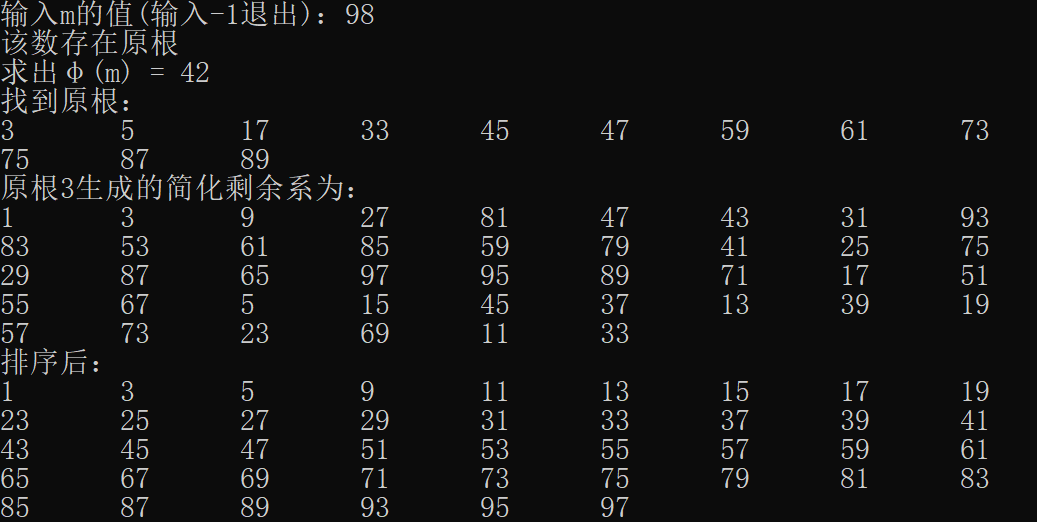 输入m的值(输入-1退出)：98
该数存在原根
求出φ(m) = 42
找到原根：
3 5 17 33 45 47 59 61 73
75 87 89
原根3生成的简化剩余系为：
1 3 9 27 81 47 43 31 93
83 53 61 85 59 79 41 25 75
29 87 65 97 95 89 71 17 51
55 67 5 15 45 37 13 39 19
57 73 23 69 11 33
排序后：
1 3 5 9 11 13 15 17 19
23 25 27 29 31 33 37 39 41
43 45 47 51 53 55 57 59 61
65 67 69 71 73 75 79 81 83
85 87 89 93 95 97